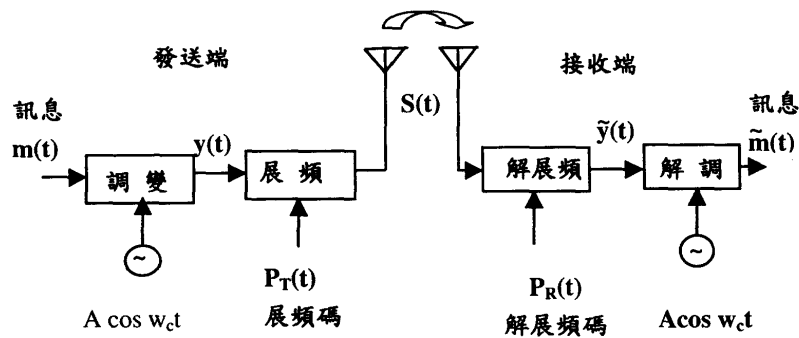 發送端
接收端
訊息
m(t)
y(t)
S(t)
ỹ(t)
訊息
m̃(t)
調變
展頻
解展頻
解調
~
~
P_T(t)
展頻碼
P_R(t)
解展頻碼
A cos w_ct
Acos w_ct